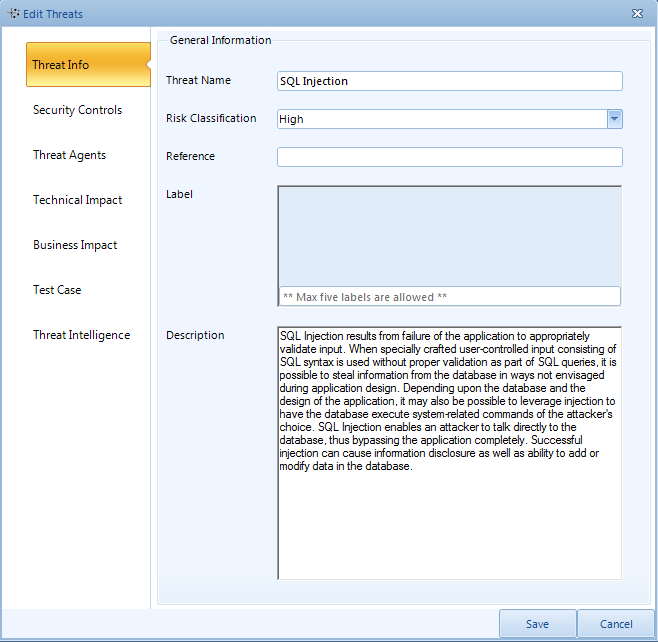 Edit Threats
General Information
Threat Info
Security Controls
Threat Agents
Technical Impact
Business Impact
Test Case
Threat Intelligence
Threat Name
SQL Injection
Risk Classification
High
Reference
Label
** Max five labels are allowed **
Description
SQL Injection results from failure of the application to appropriately
validate input. When specially crafted user-controlled input consisting of
SQL syntax is used without proper validation as part of SQL queries, it is
possible to steal information from the database in ways not envisaged
during application design. Depending upon the database and the
design of the application, it may also be possible to leverage injection to
have the database execute system-related commands of the attacker's
choice. SQL Injection enables an attacker to talk directly to the
database, thus bypassing the application completely. Successful
injection can cause information disclosure as well as ability to add or
modify data in the database.
Save
Cancel